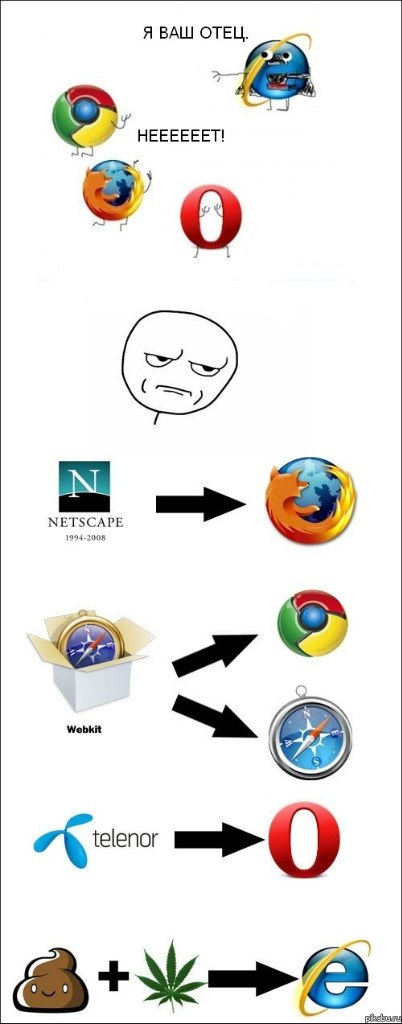 Я ВАШ ОТЕЦ.
НЕЕЕЕЕЕТ!
N
NETSCAPE
1994-2008
Webkit
telenor
pikabu.ru